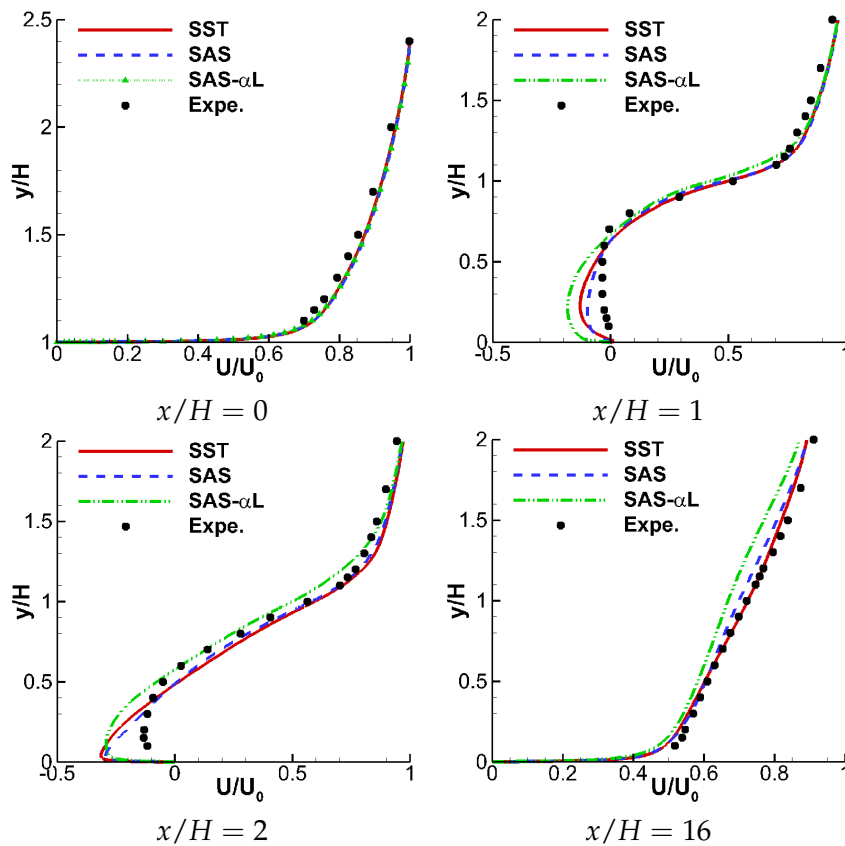 2.5
2
1.5
1
y/H
SST
SAS
SAS-αL
Expe.
0
0.2
0.4
0.6
0.8
1
U/U₀
x/H = 0
2
1.5
1
0.5
0
y/H
SST
SAS
SAS-αL
Expe.
-0.5
0
0.5
1
U/U₀
x/H = 1
2
1.5
1
0.5
0
y/H
SST
SAS
SAS-αL
Expe.
-0.5
0
0.5
1
U/U₀
x/H = 2
2
1.5
1
0.5
0
y/H
SST
SAS
SAS-αL
Expe.
0
0.2
0.4
0.6
0.8
1
U/U₀
x/H = 16